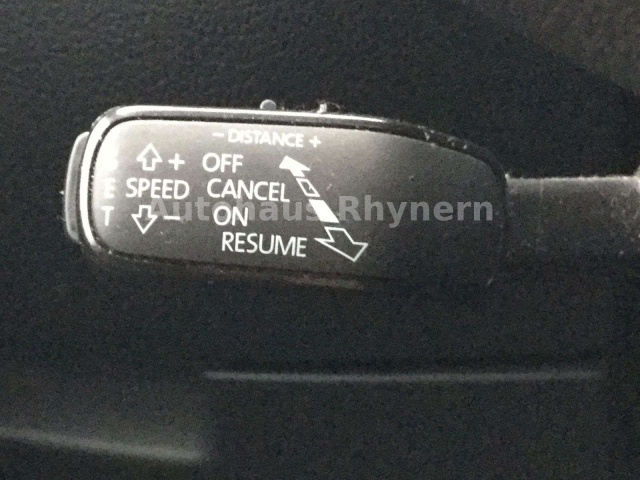 - DISTANCE +
S + OFF
E SPEED CANCEL
T - ON
RESUME
Autohaus Rhynern